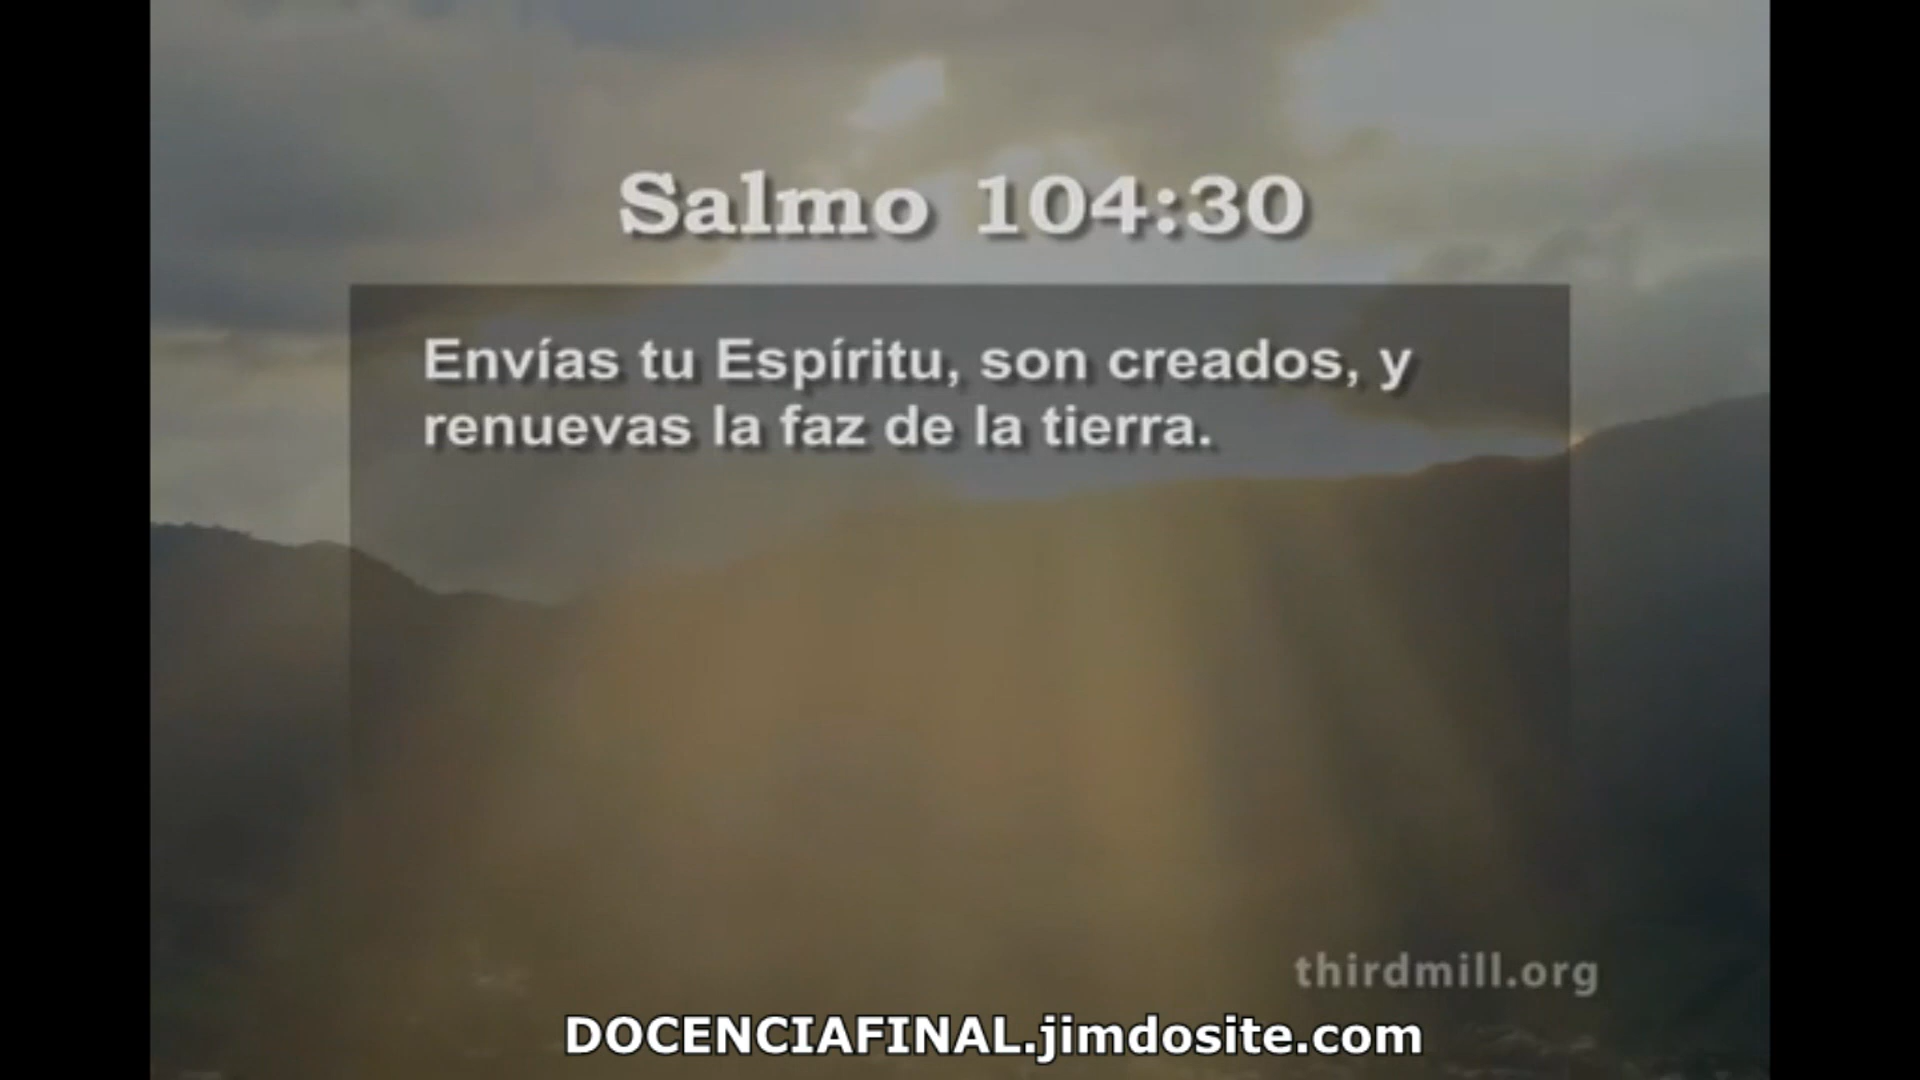 Salmo 104:30
Envías tu Espíritu, son creados, y
renuevas la faz de la tierra.
thirdmill.org
DOCENCIAFINAL.jimdosite.com